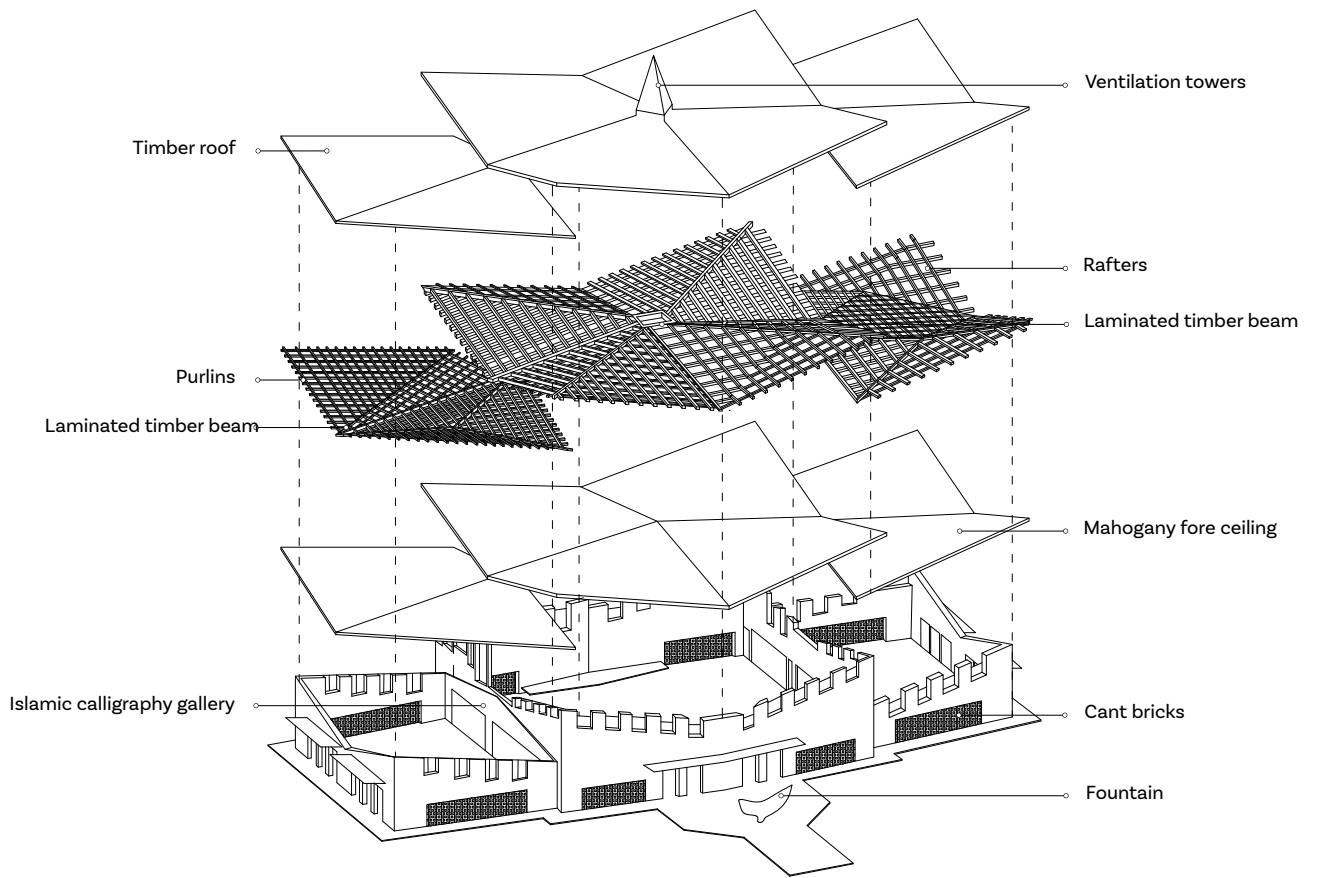 Ventilation towers
Timber roof
Rafters
Laminated timber beam
Purlins
Laminated timber beam
Mahogany fore ceiling
Islamic calligraphy gallery
Cant bricks
Fountain